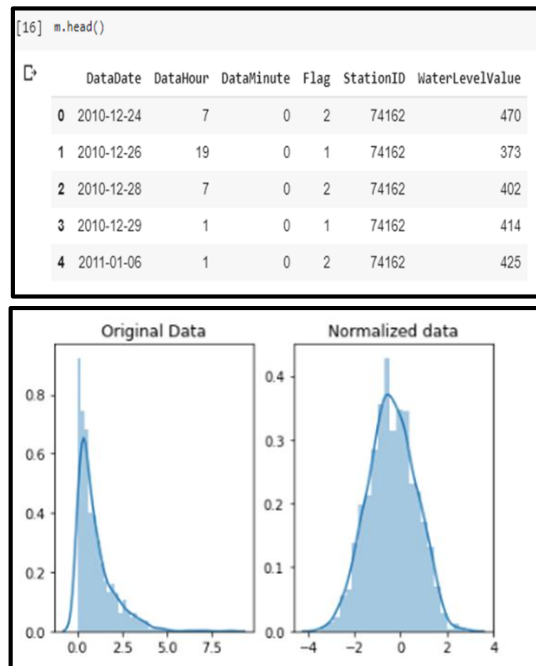 [16] m.head()
DataDate DataHour DataMinute Flag StationID WaterLevelValue
0 2010-12-24 7 0 2 74162 470
1 2010-12-26 19 0 1 74162 373
2 2010-12-28 7 0 2 74162 402
3 2010-12-29 1 0 1 74162 414
4 2011-01-06 1 0 2 74162 425
Original Data
0.8
0.6
0.4
0.2
0.0
0.0 2.5 5.0 7.5
Normalized data
0.4
0.3
0.2
0.1
0.0
−4 −2 0 2 4